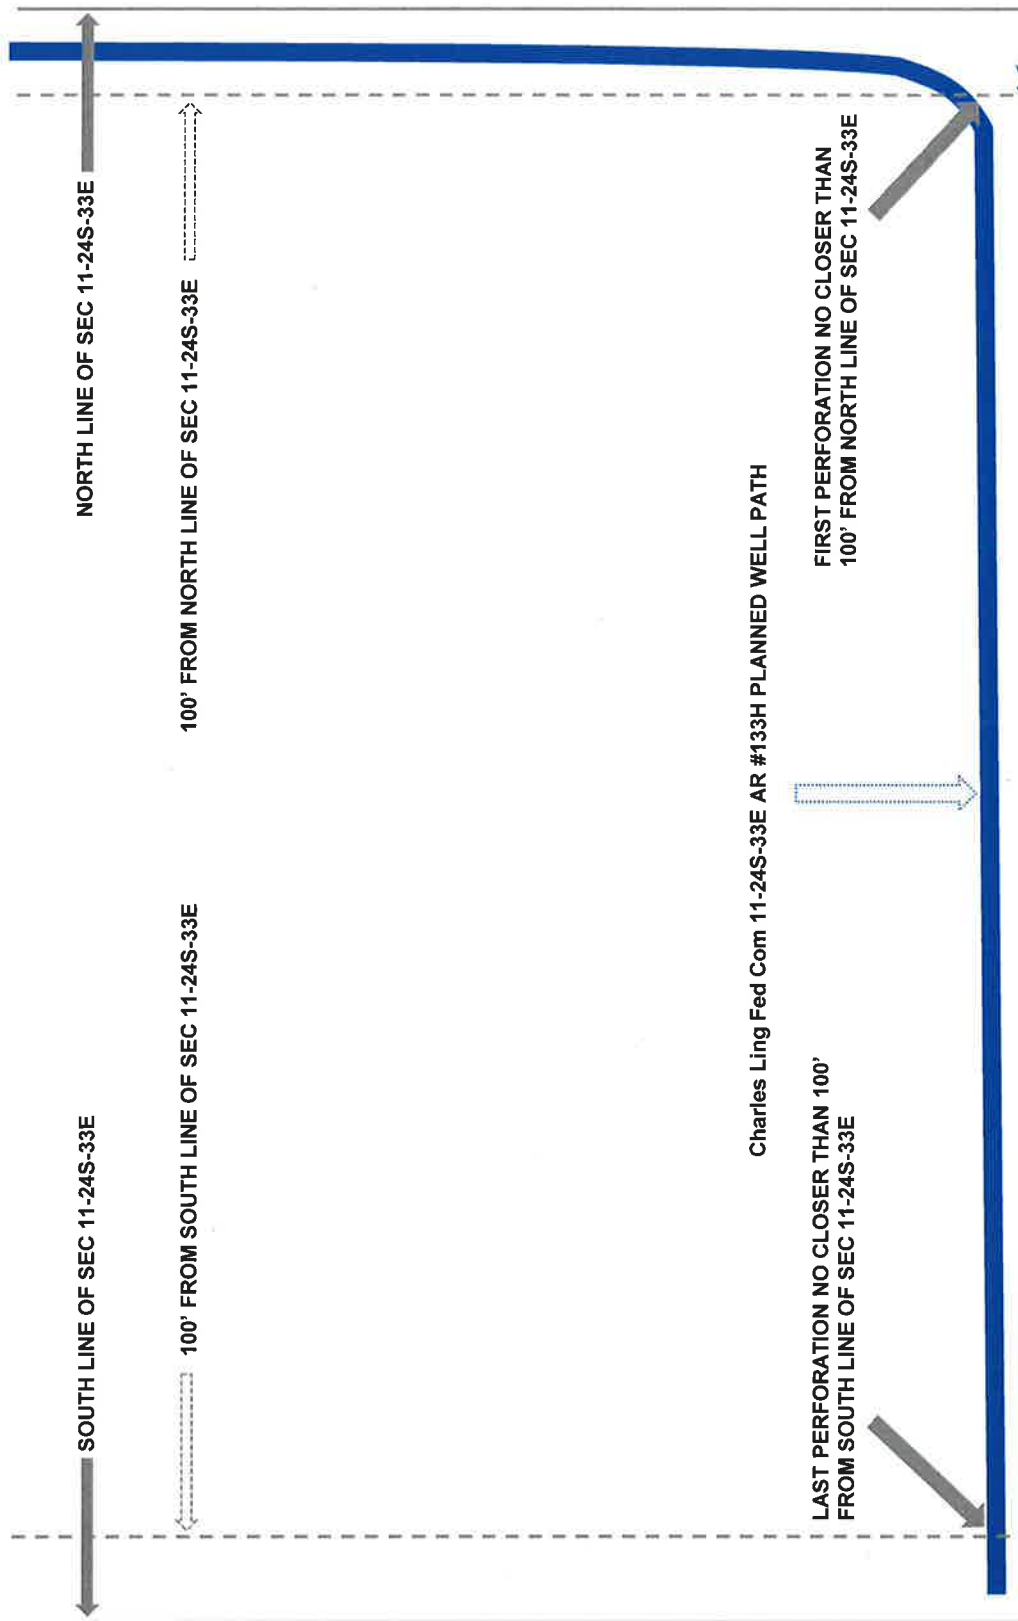 SOUTH LINE OF SEC 11-24S-33E
NORTH LINE OF SEC 11-24S-33E
100' FROM SOUTH LINE OF SEC 11-24S-33E
100' FROM NORTH LINE OF SEC 11-24S-33E
Charles Ling Fed Com 11-24S-33E AR #133H PLANNED WELL PATH
LAST PERFORATION NO CLOSER THAN 100'
FROM SOUTH LINE OF SEC 11-24S-33E
FIRST PERFORATION NO CLOSER THAN
100' FROM NORTH LINE OF SEC 11-24S-33E